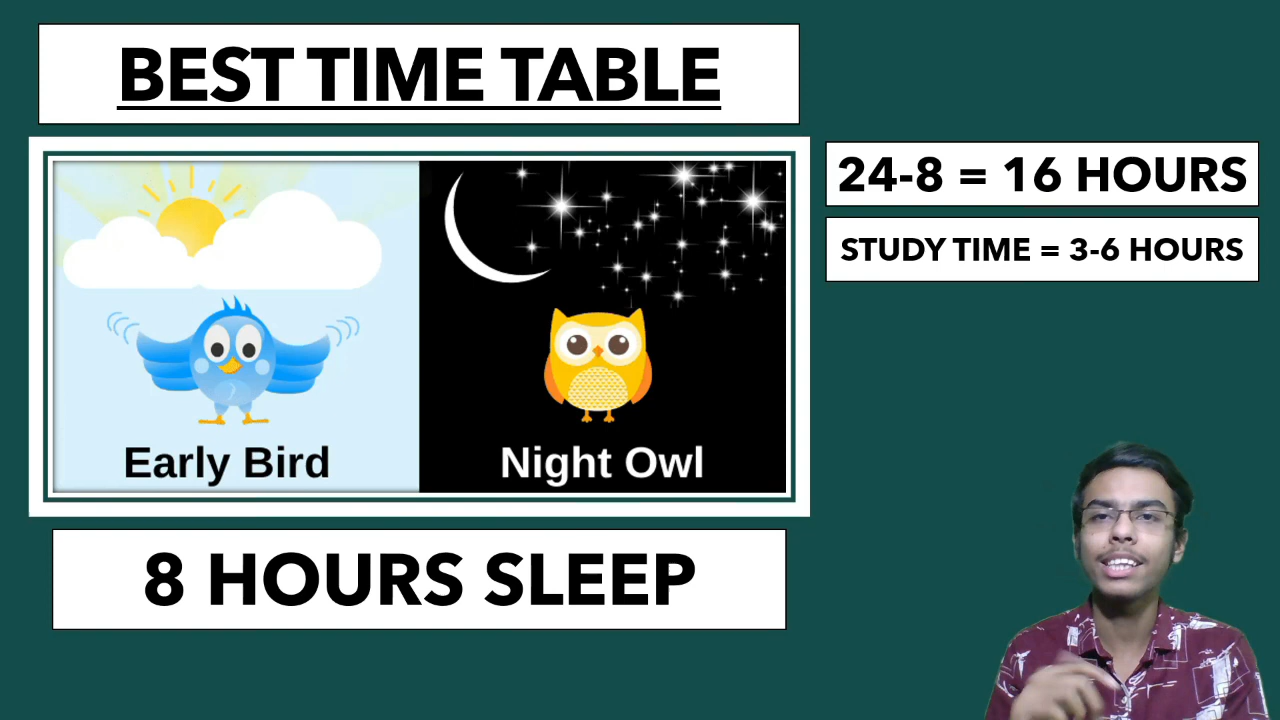 BEST TIME TABLE
Early Bird
Night Owl
8 HOURS SLEEP
24-8 = 16 HOURS
STUDY TIME = 3-6 HOURS